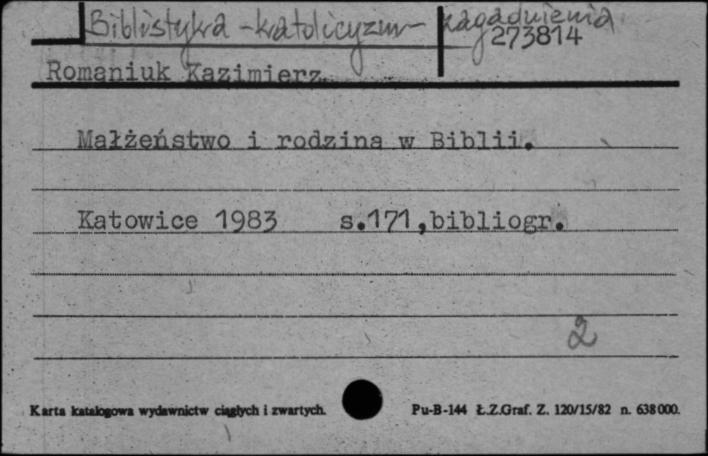 Biblistyka - katolicyzm - zagadnienia
273814
Romaniuk Kazimierz
Małżeństwo i rodzina w Biblii.
Katowice 1983 s.171,bibliogr.
2
Karta katalogowa wydawnictw ciągłych i zwartych. Pu-B-144 Ł.Z.Graf. Z. 120/15/82 n. 638000.